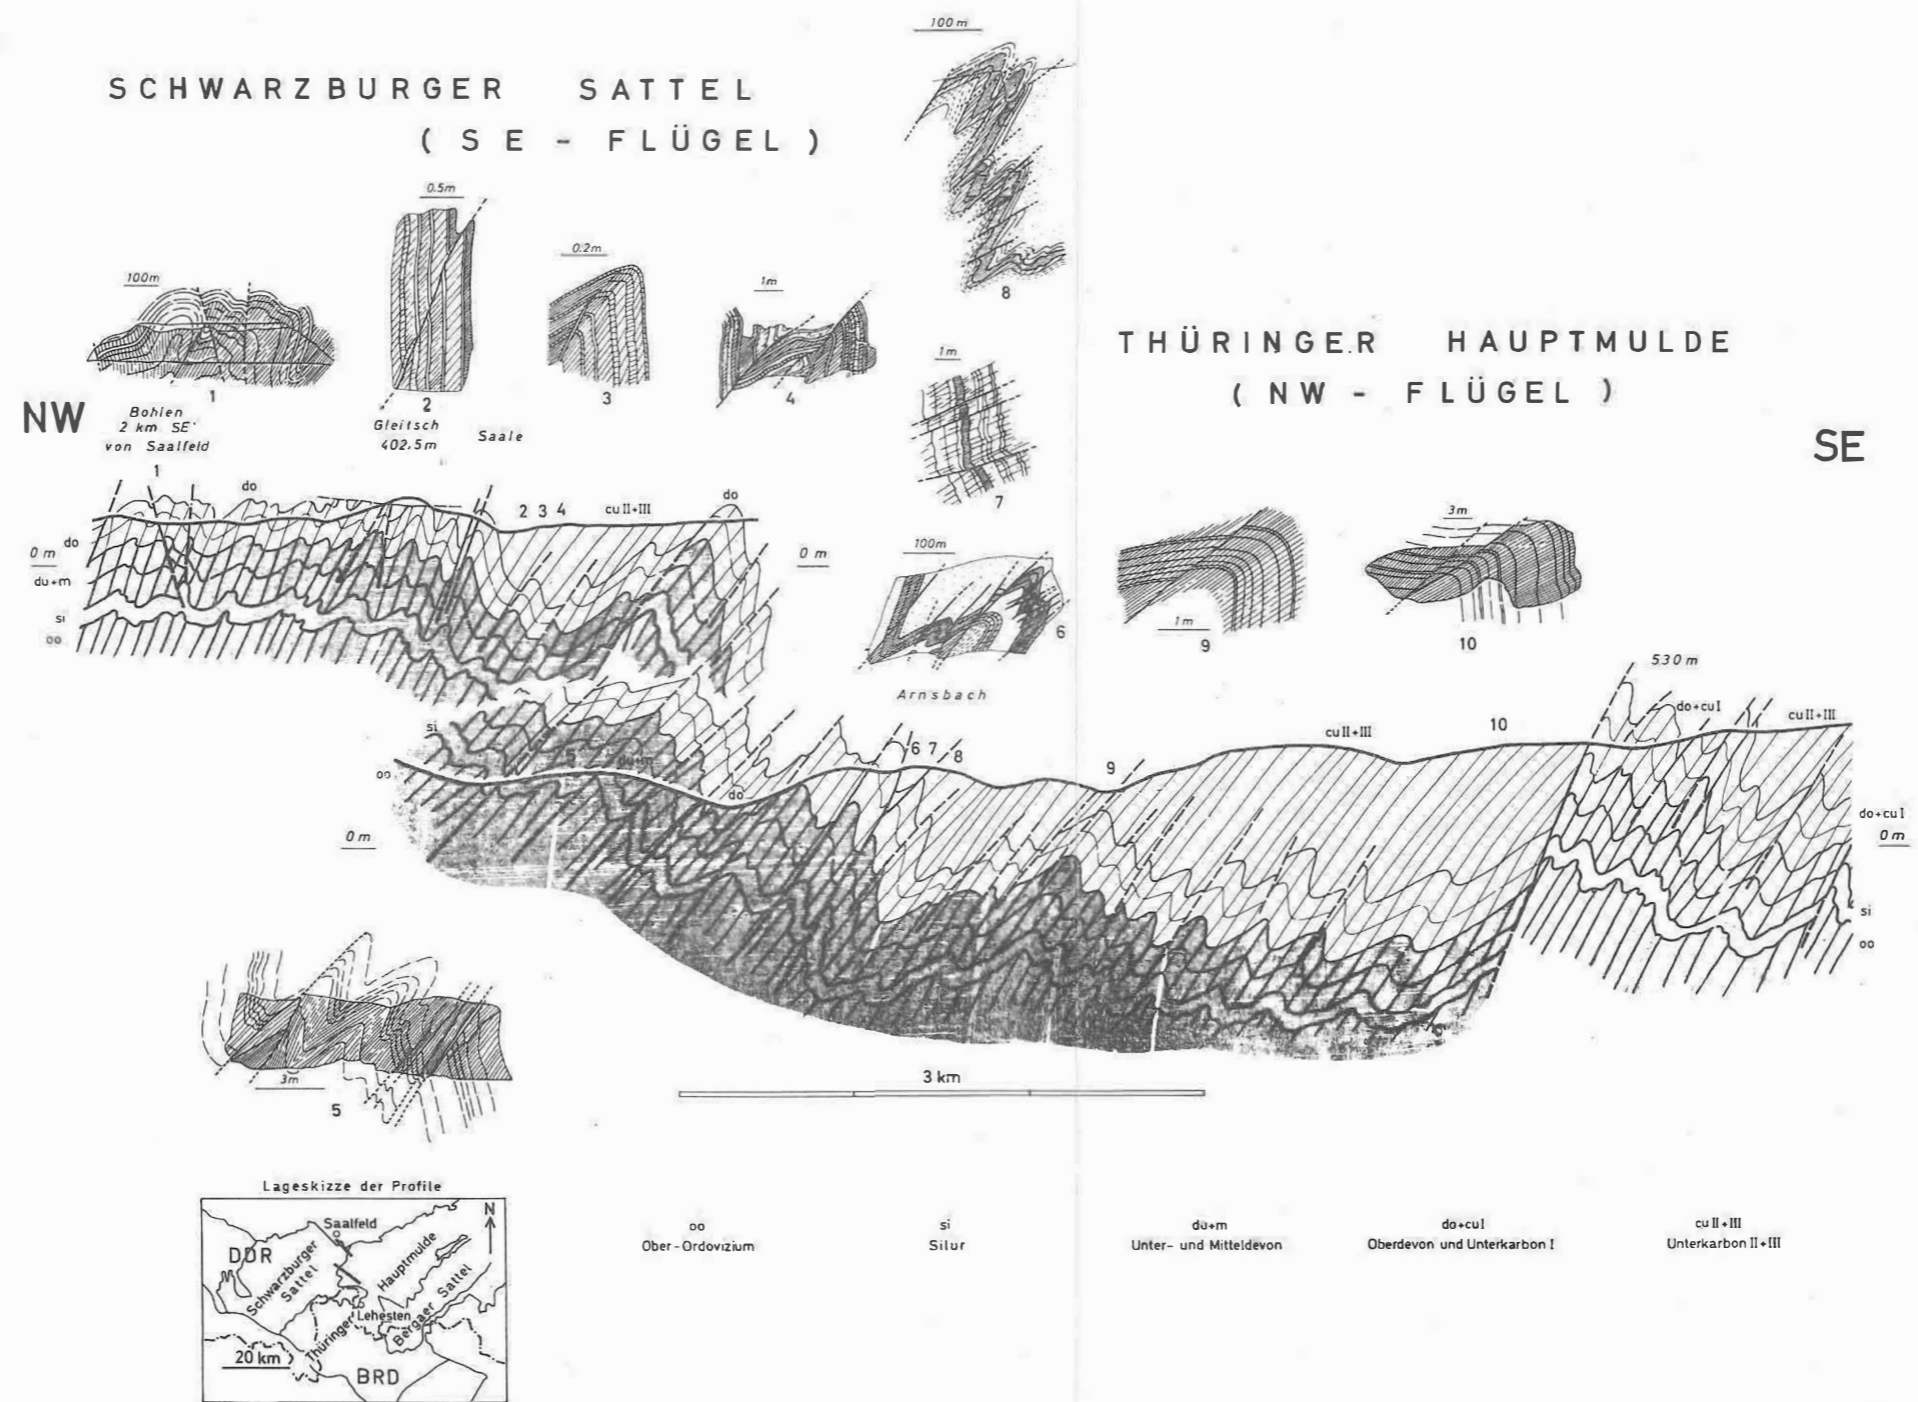 SCHWARZBURGER SATTEL
( SE - FLÜGEL )
100 m
8
0.5m
2
0.2m
3
1m
4
100m
1
NW
Bohlen
2 km SE
von Saalfeld
Gleitsch
402,5m
Saale
1m
7
THÜRINGER HAUPTMULDE
( NW - FLÜGEL )
SE
1
do
2 3 4
cu II+III
do
0 m
do
du+m
si
oo
0 m
100m
6
Arnsbach
1m
9
3m
10
530 m
si
oo
5
du+m
do
6 7 8
9
cu II+III
10
do+cu I
cu II+III
0 m
do+cu I
0 m
si
oo
3m
5
3 km
Lageskizze der Profile
N
Saalfeld
DDR
Schwarzburger
Sattel
Hauptmulde
Lehesten
Thüringer
Bergaer Sattel
20 km
BRD
oo
Ober-Ordovizium
si
Silur
du+m
Unter- und Mitteldevon
do+cu I
Oberdevon und Unterkarbon I
cu II+III
Unterkarbon II+III